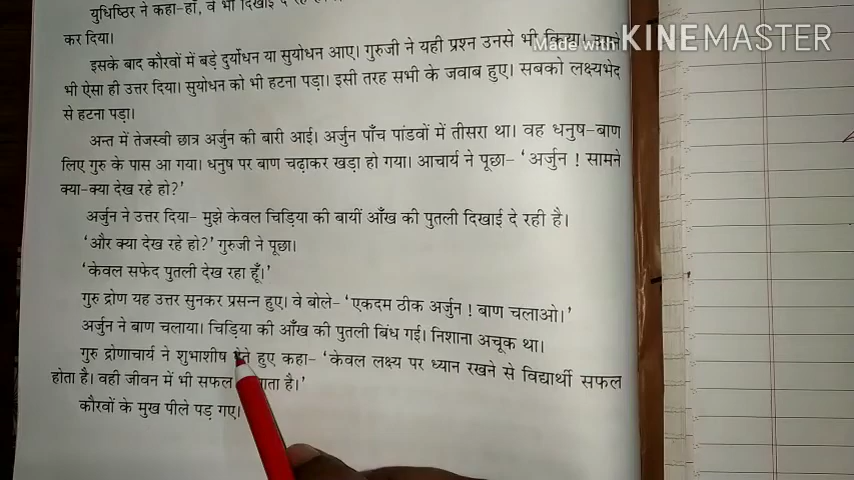 युधिष्ठिर ने कहा-हाँ, वे भी दिखाई दे
कर दिया।
इसके बाद कौरवों में बड़े दुर्योधन या सुयोधन आए। गुरुजी ने यही प्रश्न उनसे भी किया।
Made with KINEMASTER
भी ऐसा ही उत्तर दिया। सुयोधन को भी हटना पड़ा। इसी तरह सभी के जवाब हुए। सबको लक्ष्यभेद
से हटना पड़ा।
अन्त में तेजस्वी छात्र अर्जुन की बारी आई। अर्जुन पाँच पांडवों में तीसरा था। वह धनुष-बाण
लिए गुरु के पास आ गया। धनुष पर बाण चढ़ाकर खड़ा हो गया। आचार्य ने पूछा- 'अर्जुन ! सामने
क्या-क्या देख रहे हो?'
अर्जुन ने उत्तर दिया- मुझे केवल चिड़िया की बायीं आँख की पुतली दिखाई दे रही है।
'और क्या देख रहे हो?' गुरुजी ने पूछा।
'केवल सफेद पुतली देख रहा हूँ।'
गुरु द्रोण यह उत्तर सुनकर प्रसन्न हुए। वे बोले- 'एकदम ठीक अर्जुन ! बाण चलाओ।'
अर्जुन ने बाण चलाया। चिड़िया की आँख की पुतली बिंध गई। निशाना अचूक था।
गुरु द्रोणाचार्य ने शुभाशीष हुए कहा- 'केवल लक्ष्य पर ध्यान रखने से विद्यार्थी सफल
होता है। वही जीवन में भी सफल है।'
कौरवों के मुख पीले पड़ गए।